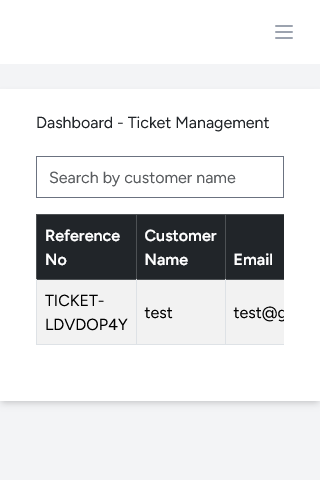 Dashboard - Ticket Management
Search by customer name
Reference No
Customer Name
Email
TICKET-LDVDOP4Y
test
test@g